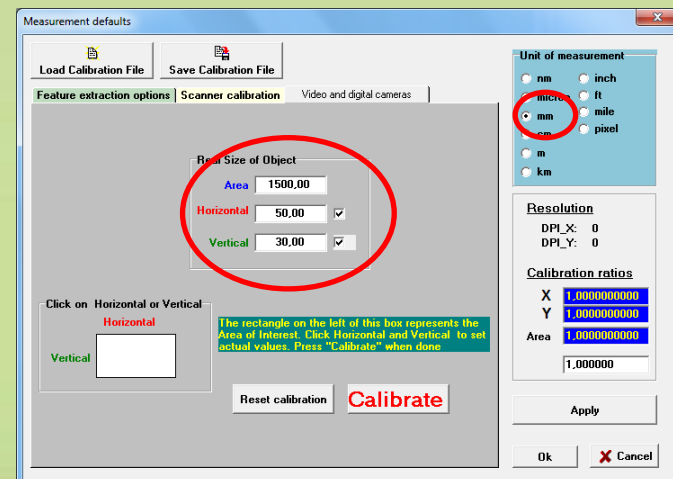 Measurement defaults
Load Calibration File
Save Calibration File
Feature extraction options
Scanner calibration
Video and digital cameras
Real Size of Object
Area
1500,00
Horizontal
50,00
Vertical
30,00
Click on Horizontal or Vertical
Horizontal
Vertical
The rectangle on the left of this box represents the
Area of Interest. Click Horizontal and Vertical to set
actual values. Press "Calibrate" when done
Reset calibration
Calibrate
Unit of measurement
nm
inch
micron
ft
mm
mile
cm
pixel
m
km
Resolution
DPI_X: 0
DPI_Y: 0
Calibration ratios
X
1,0000000000
Y
1,0000000000
Area
1,0000000000
1,000000
Apply
Ok
Cancel